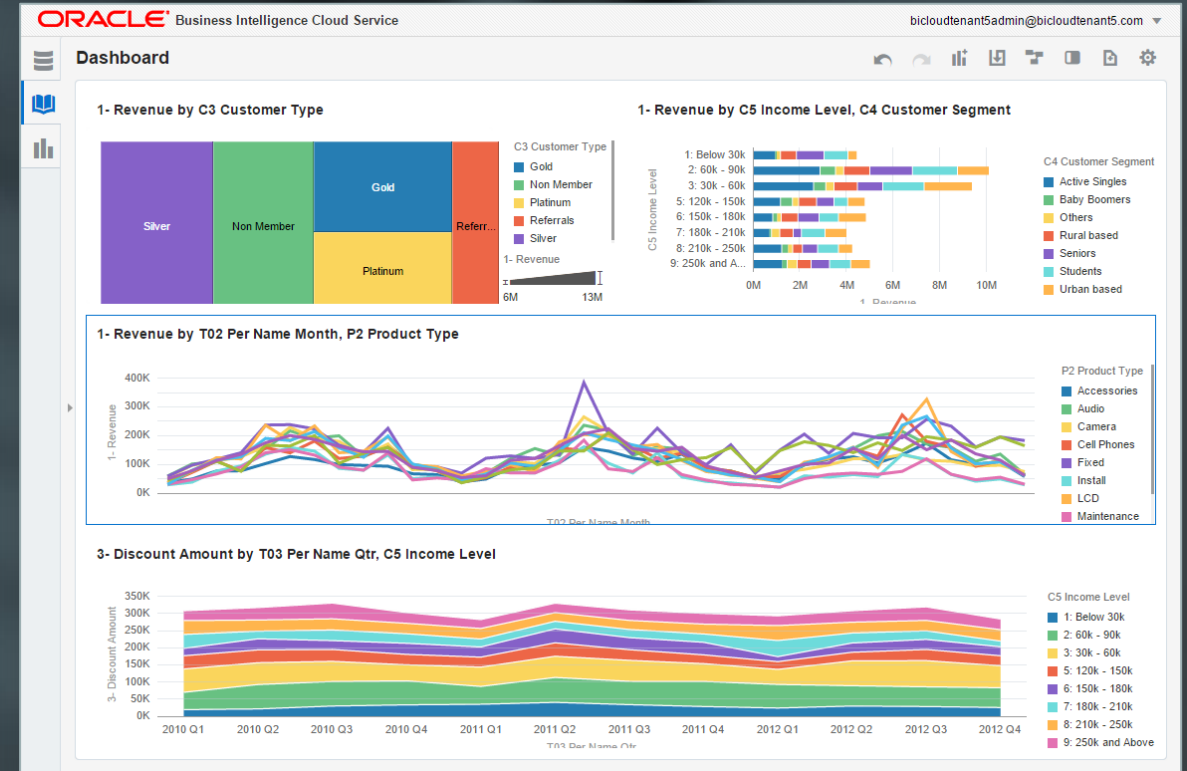 ORACLE Business Intelligence Cloud Service
bicloudtenant5admin@bicloudtenant5.com
Dashboard
1- Revenue by C3 Customer Type
Silver
Non Member
Gold
Platinum
Referr...
C3 Customer Type
Gold
Non Member
Platinum
Referrals
Silver
1- Revenue
6M 13M
1- Revenue by C5 Income Level, C4 Customer Segment
C5 Income Level
1: Below 30k
2: 60k - 90k
3: 30k - 60k
5: 120k - 150k
6: 150k - 180k
7: 180k - 210k
8: 210k - 250k
9: 250k and A...
0M 2M 4M 6M 8M 10M
1- Revenue
C4 Customer Segment
Active Singles
Baby Boomers
Others
Rural based
Seniors
Students
Urban based
1- Revenue by T02 Per Name Month, P2 Product Type
1- Revenue
400K
300K
200K
100K
0K
T02 Per Name Month
P2 Product Type
Accessories
Audio
Camera
Cell Phones
Fixed
Install
LCD
Maintenance
3- Discount Amount by T03 Per Name Qtr, C5 Income Level
3- Discount Amount
350K
300K
250K
200K
150K
100K
50K
0K
2010 Q1 2010 Q2 2010 Q3 2010 Q4 2011 Q1 2011 Q2 2011 Q3 2011 Q4 2012 Q1 2012 Q2 2012 Q3 2012 Q4
T03 Per Name Qtr
C5 Income Level
1: Below 30k
2: 60k - 90k
3: 30k - 60k
5: 120k - 150k
6: 150k - 180k
7: 180k - 210k
8: 210k - 250k
9: 250k and Above